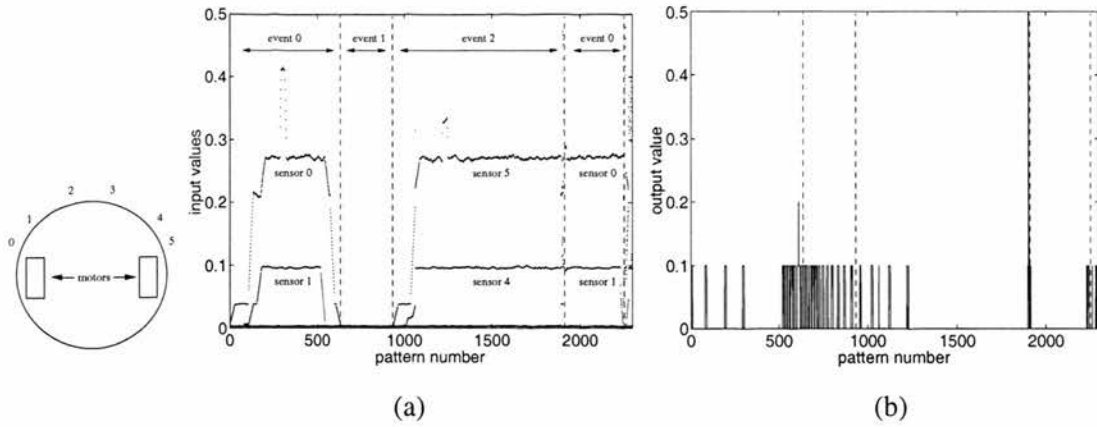 0
1
2
3
4
5
motors
input values
0.5
0.4
0.3
0.2
0.1
0
event 0
event 1
event 2
event 0
sensor 0
sensor 5
sensor 0
sensor 1
sensor 4
sensor 1
0
500
1000
1500
2000
pattern number
(a)
output value
0.5
0.4
0.3
0.2
0.1
0
0
500
1000
1500
2000
pattern number
(b)